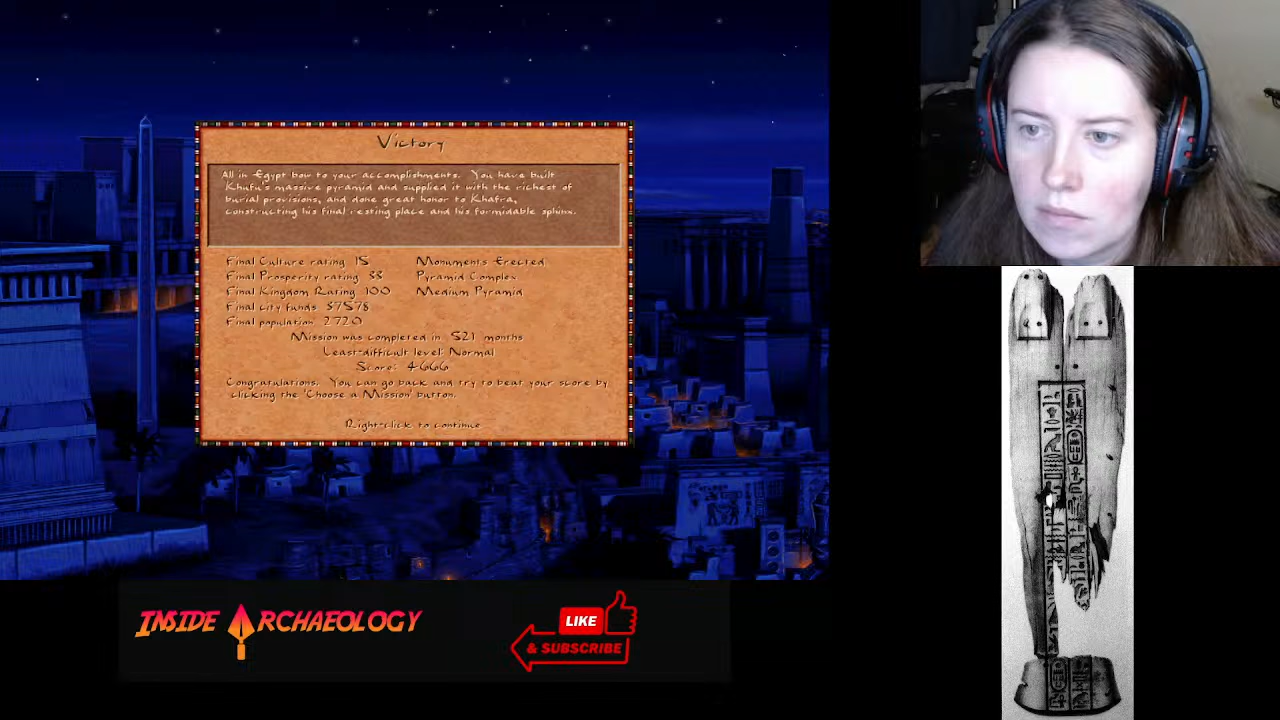 Victory
All in Egypt bow to your accomplishments. You have built
Khufu's massive pyramid and supplied it with the richest of
burial provisions, and done great honor to Khafra,
constructing his final resting place and his formidable sphinx.
Final Culture rating 15
Final Prosperity rating 38
Final Kingdom Rating 100
Final city funds 37578
Final population 2720
Monuments Erected:
Pyramid Complex
Medium Pyramid
Mission was completed in 521 months
Least-difficult level: Normal
Score: 4666
Congratulations. You can go back and try to beat your score by
clicking the 'Choose a Mission' button.
Right-click to continue
INSIDE ARCHAEOLOGY
LIKE
& SUBSCRIBE